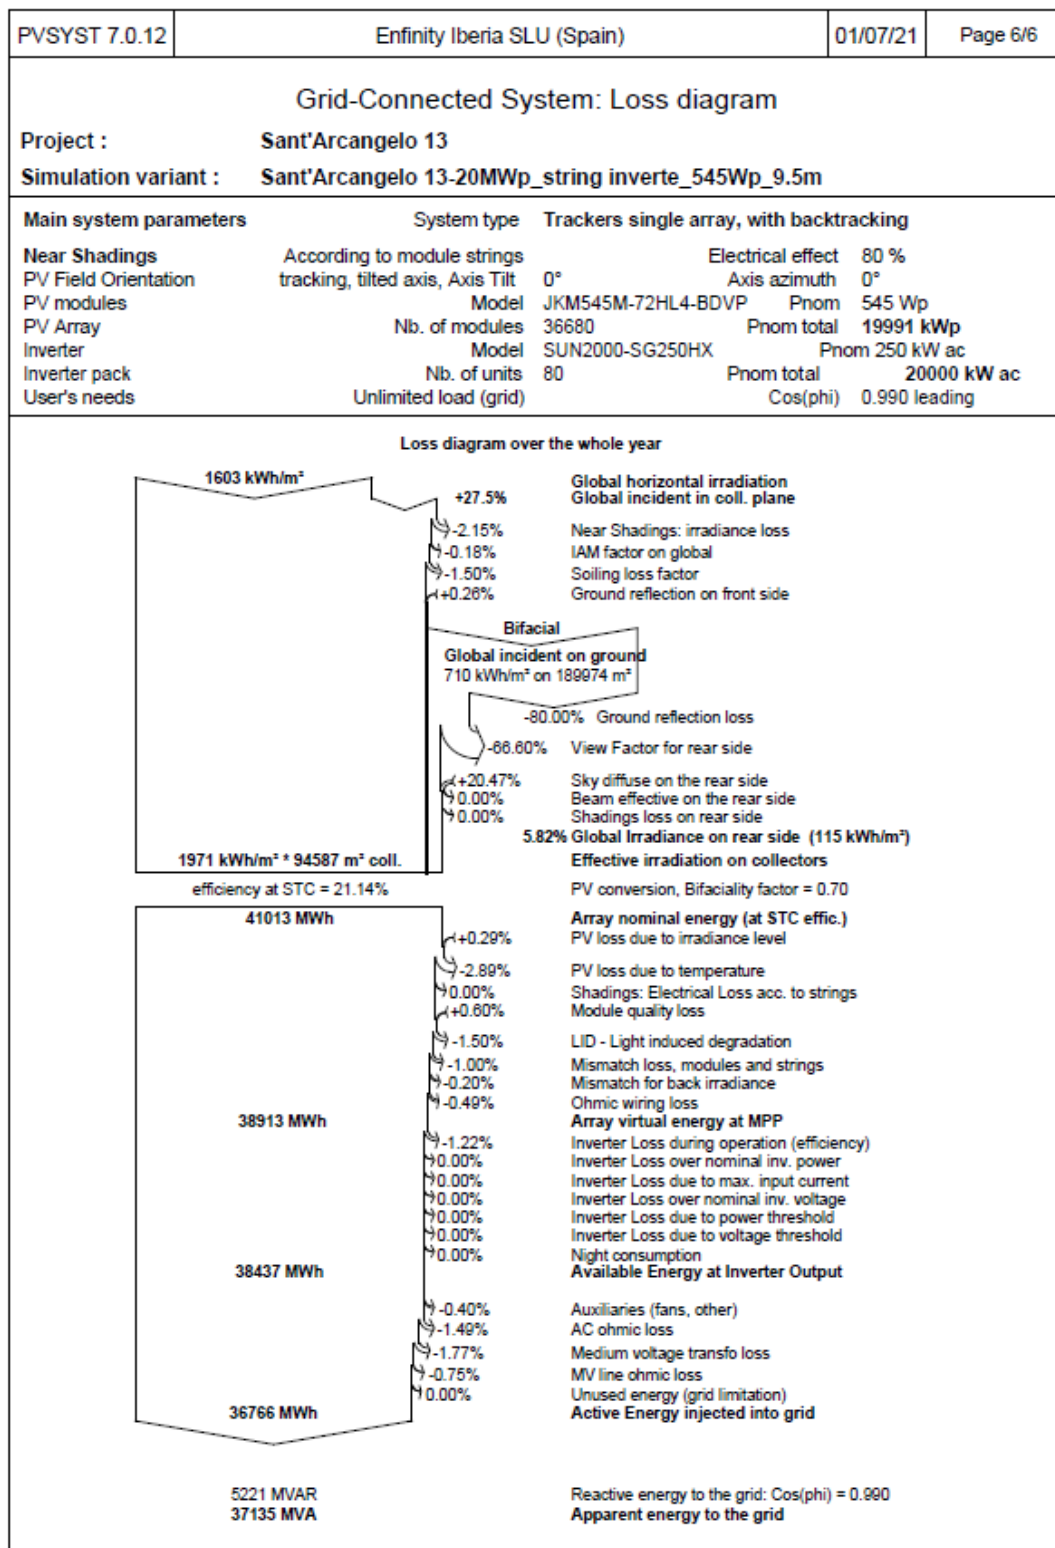 PVSYST 7.0.12 Enfinity Iberia SLU (Spain) 01/07/21 Page 6/6
Grid-Connected System: Loss diagram
Project : Sant'Arcangelo 13
Simulation variant : Sant'Arcangelo 13-20MWp_string inverte_545Wp_9.5m
Main system parameters System type Trackers single array, with backtracking
Near Shadings According to module strings Electrical effect 80 %
PV Field Orientation tracking, tilted axis, Axis Tilt 0° Axis azimuth 0°
PV modules Model JKM545M-72HL4-BDVP Pnom 545 Wp
PV Array Nb. of modules 36680 Pnom total 19991 kWp
Inverter Model SUN2000-SG250HX Pnom 250 kW ac
Inverter pack Nb. of units 80 Pnom total 20000 kW ac
User's needs Unlimited load (grid) Cos(phi) 0.990 leading
Loss diagram over the whole year
1603 kWh/m² Global horizontal irradiation
+27.5% Global incident in coll. plane
-2.15% Near Shadings: irradiance loss
-0.18% IAM factor on global
-1.50% Soiling loss factor
+0.26% Ground reflection on front side
Bifacial
Global incident on ground
710 kWh/m² on 189974 m²
-80.00% Ground reflection loss
-66.60% View Factor for rear side
+20.47% Sky diffuse on the rear side
0.00% Beam effective on the rear side
0.00% Shadings loss on rear side
5.82% Global Irradiance on rear side (115 kWh/m²)
1971 kWh/m² * 94587 m² coll. Effective irradiation on collectors
efficiency at STC = 21.14% PV conversion, Bifaciality factor = 0.70
41013 MWh Array nominal energy (at STC effic.)
+0.29% PV loss due to irradiance level
-2.89% PV loss due to temperature
0.00% Shadings: Electrical Loss acc. to strings
+0.60% Module quality loss
-1.50% LID - Light induced degradation
-1.00% Mismatch loss, modules and strings
-0.20% Mismatch for back irradiance
-0.49% Ohmic wiring loss
38913 MWh Array virtual energy at MPP
-1.22% Inverter Loss during operation (efficiency)
0.00% Inverter Loss over nominal inv. power
0.00% Inverter Loss due to max. input current
0.00% Inverter Loss over nominal inv. voltage
0.00% Inverter Loss due to power threshold
0.00% Inverter Loss due to voltage threshold
0.00% Night consumption
38437 MWh Available Energy at Inverter Output
-0.40% Auxiliaries (fans, other)
-1.49% AC ohmic loss
-1.77% Medium voltage transfo loss
-0.75% MV line ohmic loss
0.00% Unused energy (grid limitation)
36766 MWh Active Energy injected into grid
5221 MVAR Reactive energy to the grid: Cos(phi) = 0.990
37135 MVA Apparent energy to the grid